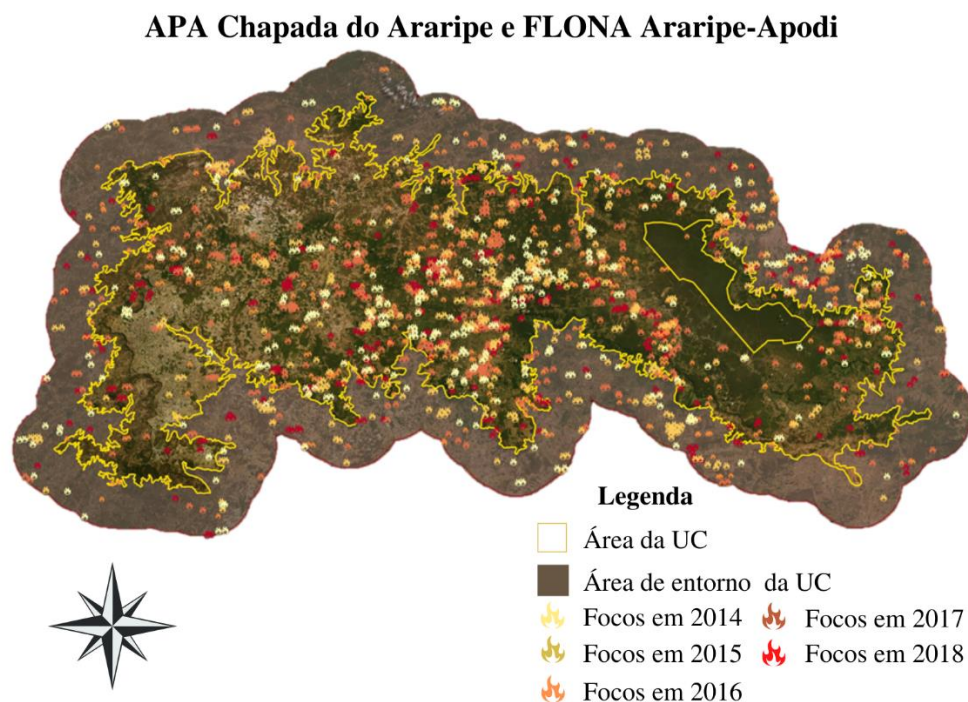 APA Chapada do Araripe e FLONA Araripe-Apodi
Legenda
Área da UC
Área de entorno da UC
Focos em 2014
Focos em 2017
Focos em 2015
Focos em 2018
Focos em 2016